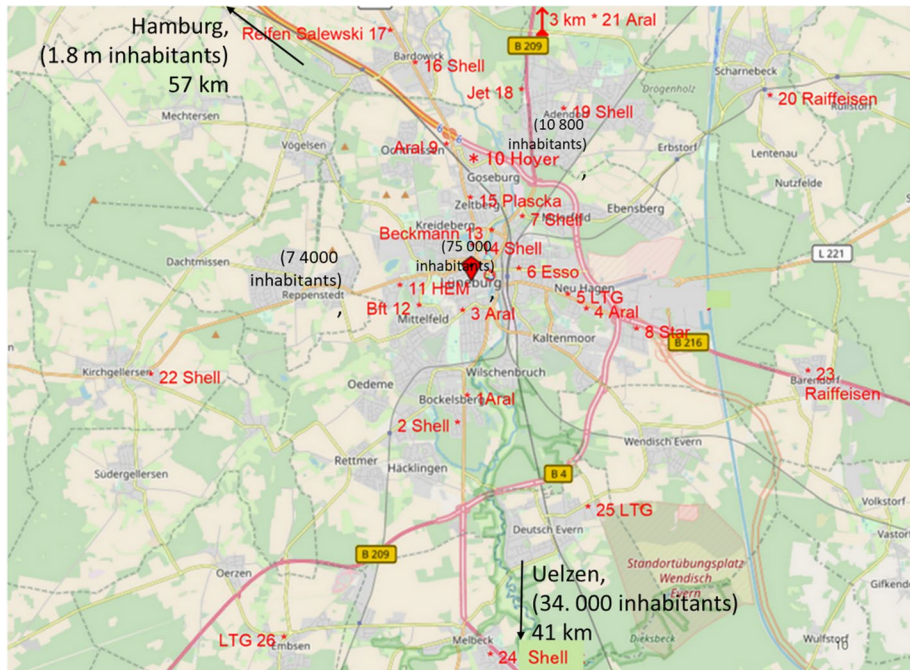 Hamburg,
(1.8 m inhabitants)
57 km
Reifen Salewski 17
3 km
21 Aral
B 209
Bardowick
16 Shell
Scharnebeck
Jet 18
Drögenholz
20 Raiffeisen
Rullstorf
Mechtersen
19 Shell
(10 800
inhabitants)
,
Vögelsen
Aral 9
10 Hoyer
Erbstorf
Lentenau
Goseburg
Nutzfelde
15 Plascka
Zeltberg
Ebensberg
7 Shell
Kreideberg
Beckmann 13
(75 000
inhabitants)
,
4 Shell
L 221
Dachtmissen
(7 4000
inhabitants)
,
Reppenstedt
6 Esso
11 HEM
Neu Hagen
5 LTG
Bft 12
Mittelfeld
3 Aral
4 Aral
Kaltenmoor
8 Star
B 216
Kirchgellersen
22 Shell
Wilschenbruch
23
Barendorf
Raiffeisen
Oedeme
Bockelsberg
1Aral
2 Shell
Wendisch Evern
Rettmer
Häcklingen
Südergellersen
B 4
25 LTG
Volkstorf
Deutsch Evern
B 209
Standortübungsplatz
Wendisch
Evern
Oerzen
Uelzen,
(34. 000 inhabitants)
41 km
LTG 26
Embsen
Melbeck
24 Shell
Dieksbeck
Wulfstorf
10